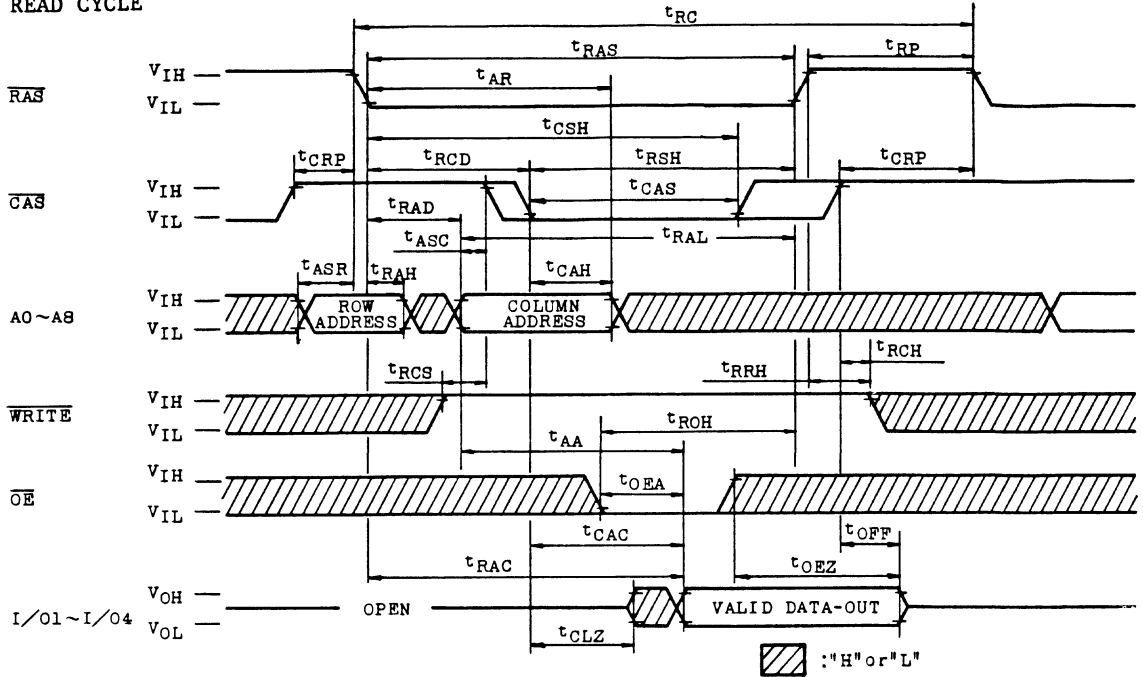 READ CYCLE
tRC
tRAS
tRP
tAR
RAS
VIH
VIL
tCSH
tCRP
tRCD
tRSH
tCRP
CAS
VIH
VIL
tCAS
tRAD
tASC
tRAL
tASR
tRAH
tCAH
A0~A8
VIH
VIL
ROW ADDRESS
COLUMN ADDRESS
tRCS
tRRH
tRCH
WRITE
VIH
VIL
tROH
tAA
OE
VIH
VIL
tOEA
tCAC
tOFF
tRAC
tOEZ
I/O1~I/O4
VOH
VOL
OPEN
VALID DATA-OUT
tCLZ
:"H"or"L"